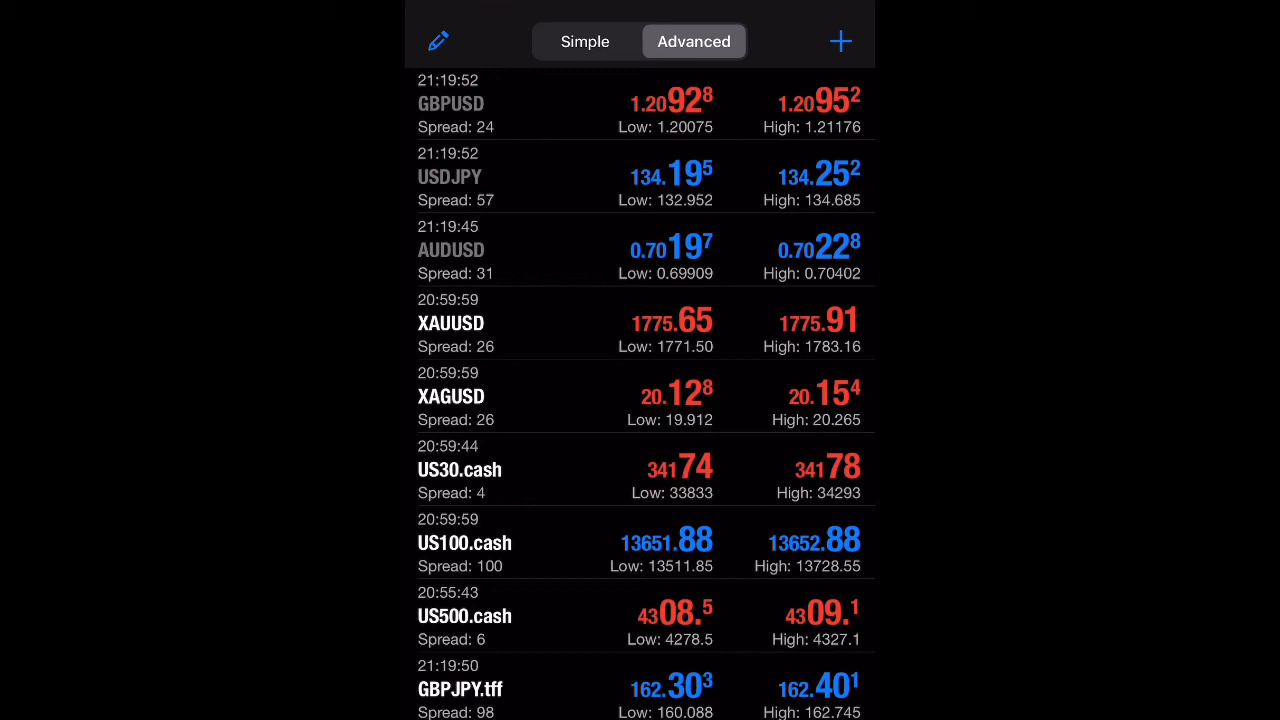 Simple Advanced
21:19:52
GBPUSD 1.20928 1.20952
Spread: 24 Low: 1.20075 High: 1.21176
21:19:52
USDJPY 134.195 134.252
Spread: 57 Low: 132.952 High: 134.685
21:19:45
AUDUSD 0.70197 0.70228
Spread: 31 Low: 0.69909 High: 0.70402
20:59:59
XAUUSD 1775.65 1775.91
Spread: 26 Low: 1771.50 High: 1783.16
20:59:59
XAGUSD 20.128 20.154
Spread: 26 Low: 19.912 High: 20.265
20:59:44
US30.cash 34174 34178
Spread: 4 Low: 33833 High: 34293
20:59:59
US100.cash 13651.88 13652.88
Spread: 100 Low: 13511.85 High: 13728.55
20:55:43
US500.cash 4308.5 4309.1
Spread: 6 Low: 4278.5 High: 4327.1
21:19:50
GBPJPY.tff 162.303 162.401
Spread: 98 Low: 160.088 High: 162.745